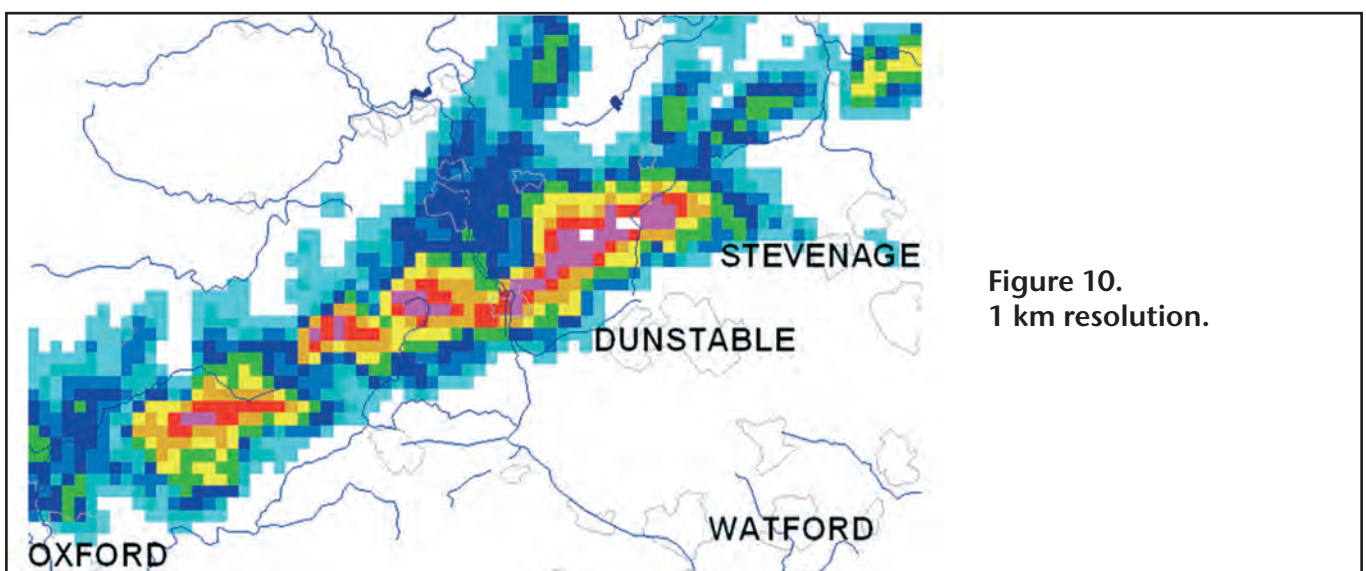 STEVENAGE
DUNSTABLE
WATFORD
OXFORD
Figure 10.
1 km resolution.